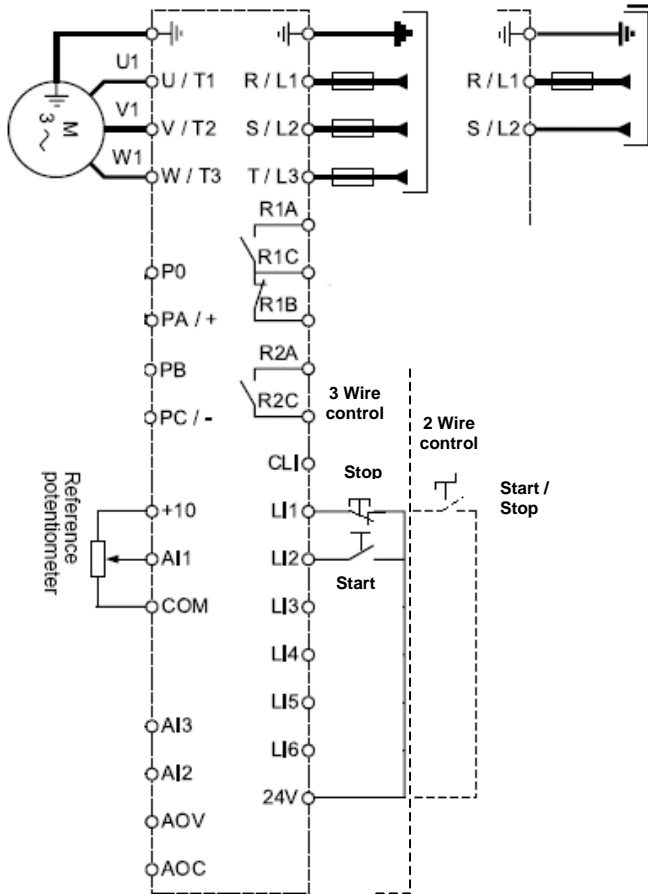 U1
U / T1
R / L1
R / L1
V1
V / T2
S / L2
S / L2
M
3 ~
W1
W / T3
T / L3
R1A
R1C
P0
R1B
PA / +
R2A
PB
R2C
3 Wire
control
PC / -
2 Wire
control
CLI
Stop
Start /
Stop
Reference
potentiometer
+10
LI1
AI1
LI2
Start
COM
LI3
LI4
LI5
AI3
LI6
AI2
24V
AOV
AOC